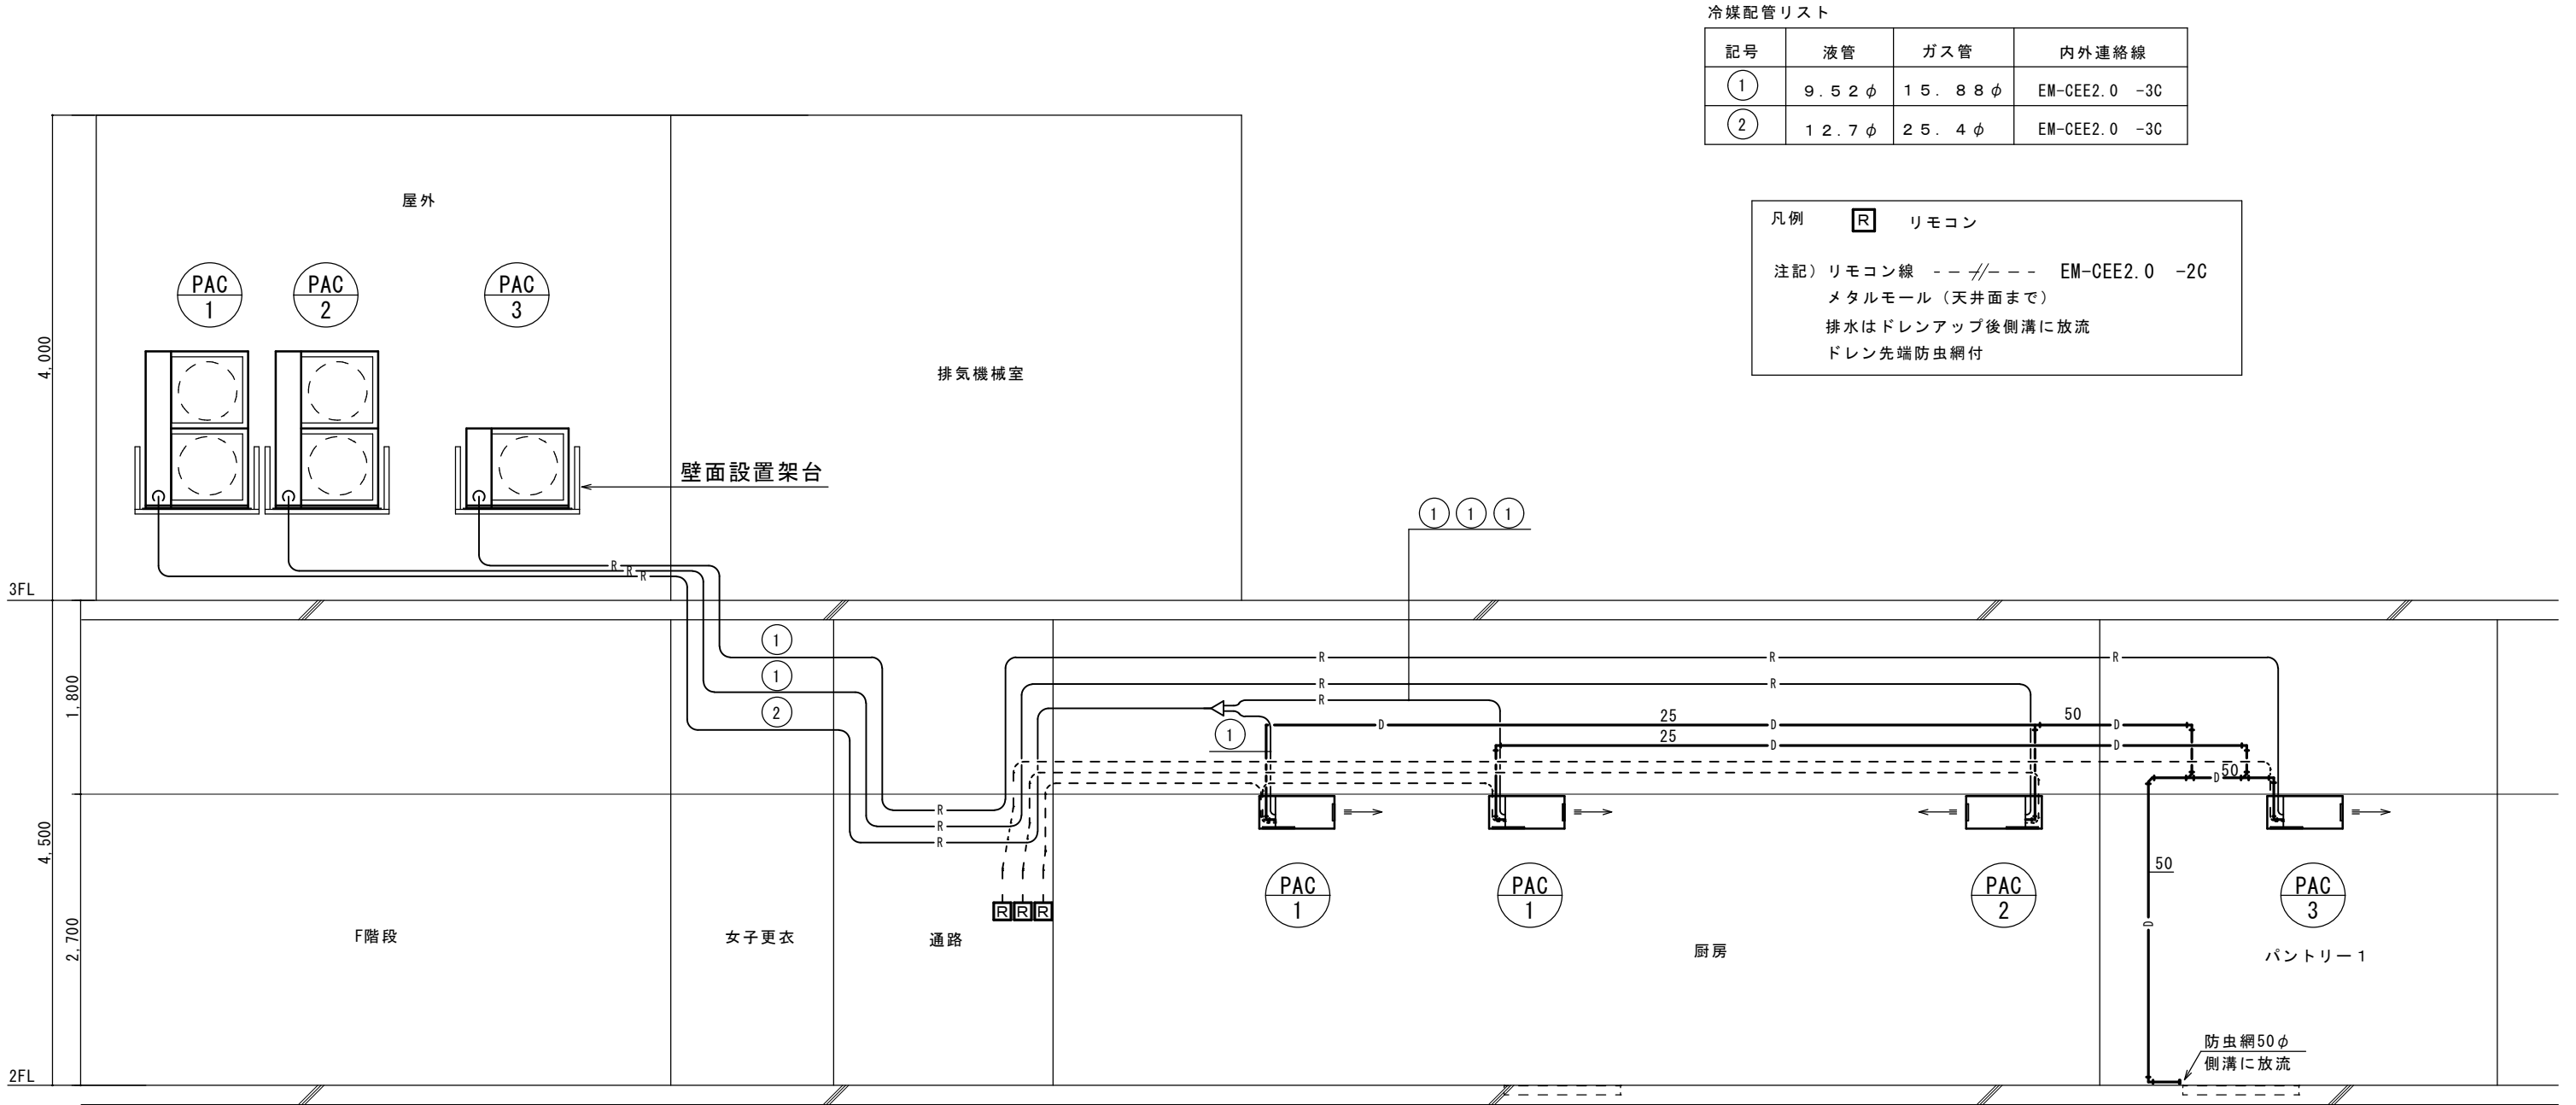 冷媒配管リスト
記号 液管 ガス管 内外連絡線
1 9.52φ 15.88φ EM-CEE2.0 -3C
2 12.7φ 25.4φ EM-CEE2.0 -3C
凡例 R リモコン
注記）リモコン線 EM-CEE2.0 -2C
メタルモール（天井面まで）
排水はドレンアップ後側溝に放流
ドレン先端防虫網付
屋外
PAC
1
PAC
2
PAC
3
排気機械室
4,000
壁面設置架台
1 1 1
R
R
R
3FL
1
1
2
R R R
R R
R
1
25
D D
50
D
25
D D
50
D
1,800
4,500
2,700
R
R
R
R R R
PAC
1
PAC
1
PAC
2
PAC
3
50
D
F階段
女子更衣
通路
厨房
パントリー1
防虫網50φ
側溝に放流
2FL